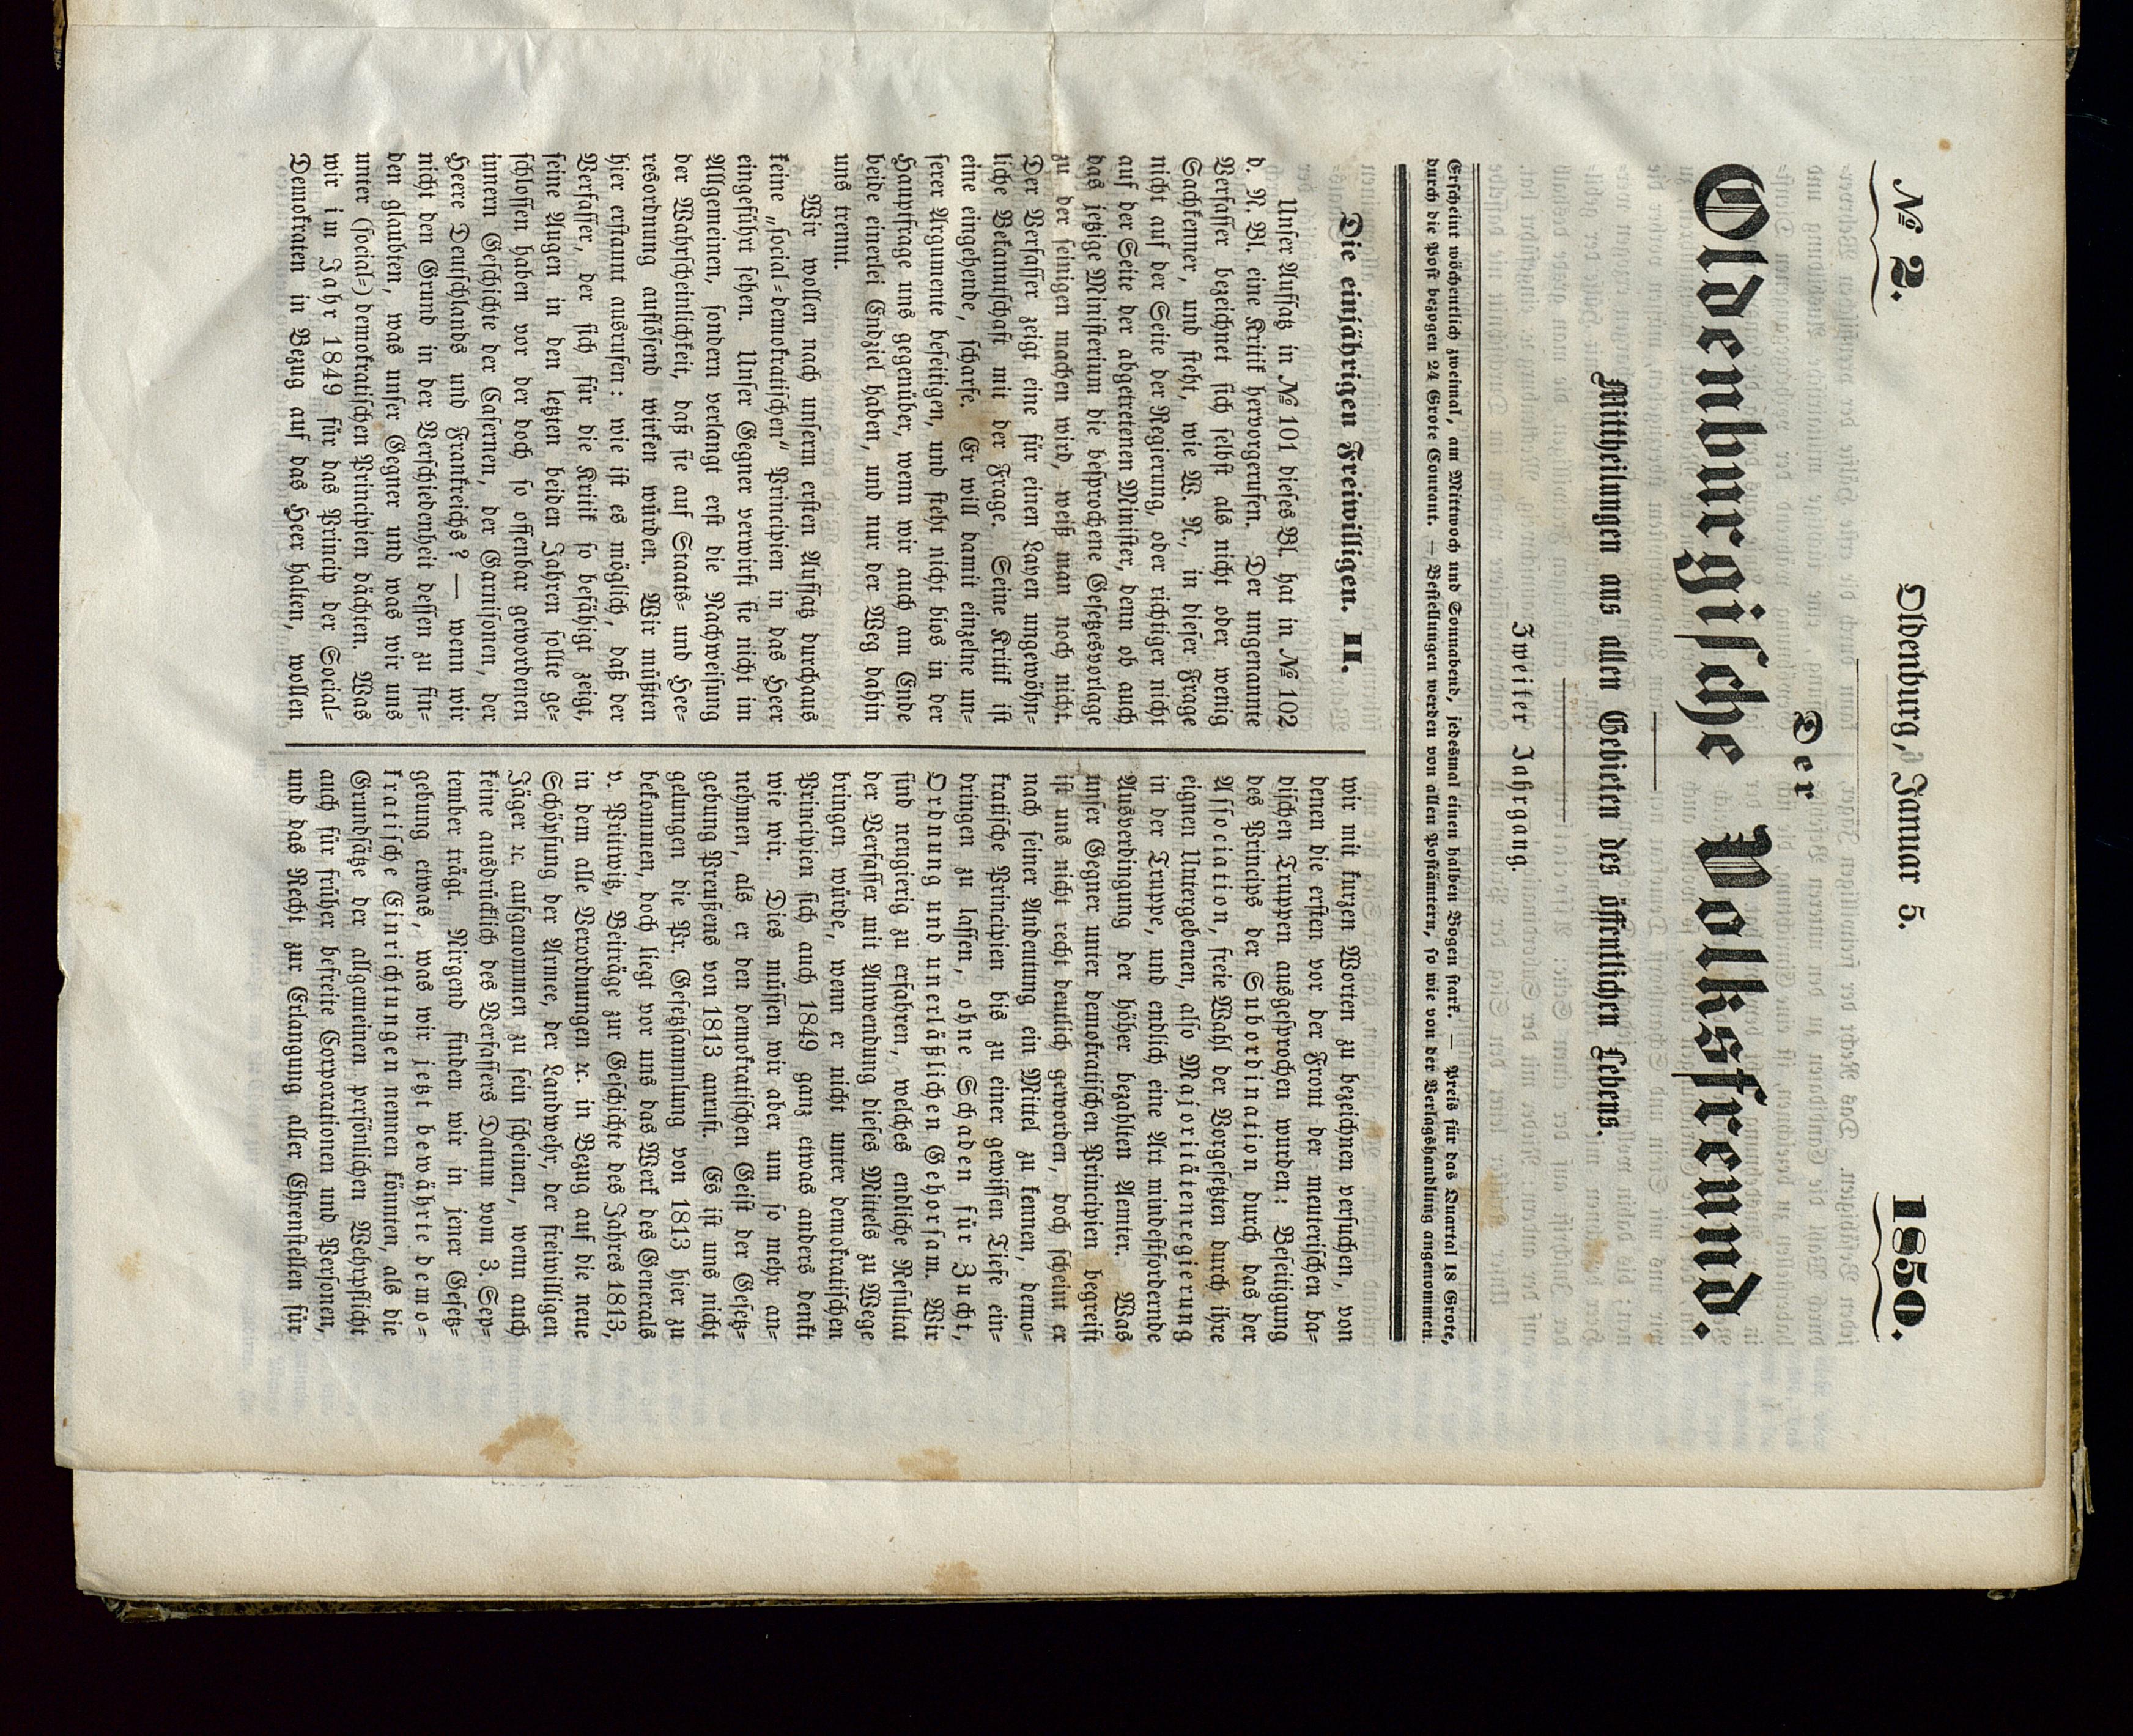 № 2.
Oldenburg, Januar 5.
1850.
Der
Oldenburgische Volksfreund.
Mittheilungen aus allen Gebieten des öffentlichen Lebens.
Zweiter Jahrgang.
Erscheint wöchentlich zweimal, am Mittwoch und Sonnabend, jedesmal einen halben Bogen stark. — Preis für das Quartal 18 Grote,
durch die Post bezogen 24 Grote Courant. — Bestellungen werden von allen Postämtern, so wie von der Verlagshandlung angenommen.
Die einjährigen Freiwilligen. II.
Unser Aufsatz in № 101 dieses Bl. hat in № 102
d. N. Bl. eine Kritik hervorgerufen. Der ungenannte
Verfasser bezeichnet sich selbst als nicht oder wenig
Sachkenner, und steht, wie W. N., in dieser Frage
nicht auf der Seite der Regierung, oder richtiger nicht
auf der Seite der abgetretenen Minister, denn ob auch
das jetzige Ministerium die besprochene Gesetzesvorlage
zu der seinigen machen wird, weiß man noch nicht.
Der Verfasser zeigt eine für einen Layen ungewöhn-
liche Bekanntschaft mit der Frage. Seine Kritik ist
eine eingehende, scharfe. Er will damit einzelne un-
serer Argumente beseitigen, und steht nicht blos in der
Hauptfrage uns gegenüber, wenn wir auch am Ende
beide einerlei Endziel haben, und nur der Weg dahin
uns trennt.
Wir wollen nach unserm ersten Aufsatz durchaus
keine „social-demokratischen“ Principien in das Heer
eingeführt sehen. Unser Gegner verwirft sie nicht im
Allgemeinen, sondern verlangt erst die Nachweisung
der Wahrscheinlichkeit, daß sie auf Staats- und Hee-
resordnung auflösend wirken würden. Wir müßten
hier erstaunt ausrufen: wie ist es möglich, daß der
Verfasser, der sich für die Kritik so befähigt zeigt,
seine Augen in den letzten beiden Jahren sollte ge-
schlossen haben vor der doch so offenbar gewordenen
innern Geschichte der Casernen, der Garnisonen, der
Heere Deutschlands und Frankreichs? — wenn wir
nicht den Grund in der Verschiedenheit dessen zu fin-
den glaubten, was unser Gegner und was wir uns
unter (social-) demokratischen Principien dächten. Was
wir im Jahr 1849 für das Princip der Social-
Demokraten in Bezug auf das Heer halten, wollen
wir mit kurzen Worten zu bezeichnen versuchen, von
denen die ersten vor der Front der meuterischen ba-
dischen Truppen ausgesprochen wurden: Beseitigung
des Princips der Subordination durch das der
Association, freie Wahl der Vorgesetzten durch ihre
eignen Untergebenen, also Majoritätenregierung
in der Truppe, und endlich eine Art mindestfordernde
Ausverdingung der höher bezahlten Aemter. Was
unser Gegner unter demokratischen Principien begreift
ist uns nicht recht deutlich geworden, doch scheint er
nach seiner Andeutung ein Mittel zu kennen, demo-
kratische Principien bis zu einer gewissen Tiefe ein-
dringen zu lassen, ohne Schaden für Zucht,
Ordnung und unerläßlichen Gehorsam. Wir
sind neugierig zu erfahren, welches endliche Resultat
der Verfasser mit Anwendung dieses Mittels zu Wege
bringen würde, wenn er nicht unter demokratischen
Principien sich auch 1849 ganz etwas anders denkt
wie wir. Dies müssen wir aber um so mehr an-
nehmen, als er den demokratischen Geist der Gesetz-
gebung Preußens von 1813 anruft. Es ist uns nicht
gelungen die Pr. Gesetzsammlung von 1813 hier zu
bekommen, doch liegt vor uns das Werk des Generals
v. Prittwitz, Beiträge zur Geschichte des Jahres 1813,
in dem alle Verordnungen ꝛc. in Bezug auf die neue
Schöpfung der Armee, der Landwehr, der freiwilligen
Jäger ꝛc. aufgenommen zu sein scheinen, wenn auch
keine ausdrücklich des Verfassers Datum vom 3. Sep-
tember trägt. Nirgend finden wir in jener Gesetz-
gebung etwas, was wir jetzt bewährte demo-
kratische Einrichtungen nennen könnten, als die
Grundsätze der allgemeinen persönlichen Wehrpflicht
auch für früher befreite Corporationen und Personen,
und das Recht zur Erlangung aller Ehrenstellen für